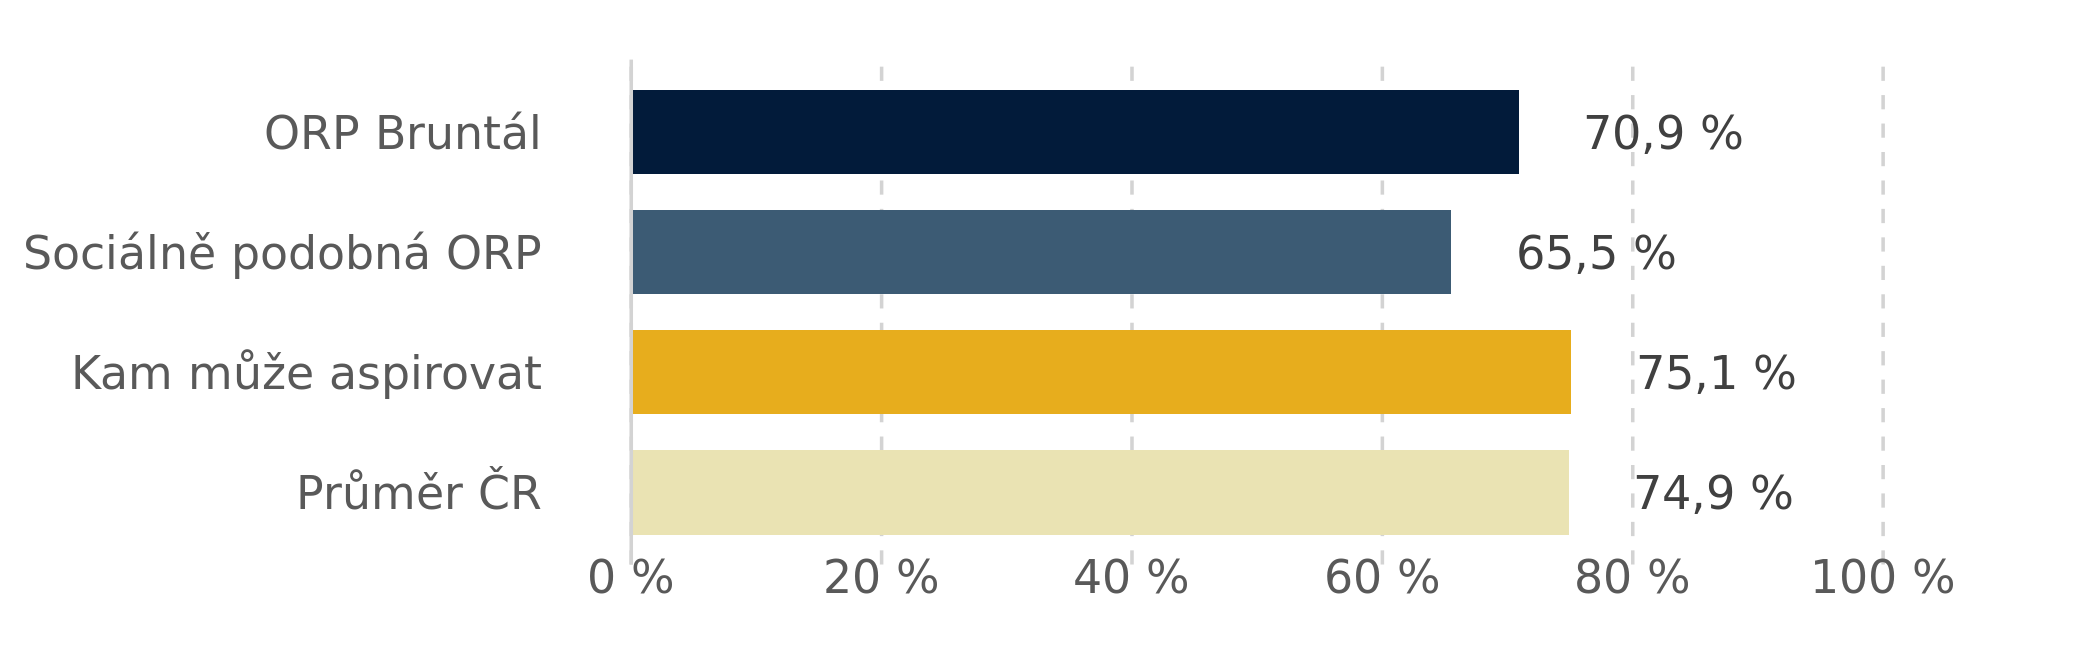 ORP Bruntál 70,9 %
Sociálně podobná ORP 65,5 %
Kam může aspirovat 75,1 %
Průměr ČR 74,9 %
0 % 20 % 40 % 60 % 80 % 100 %